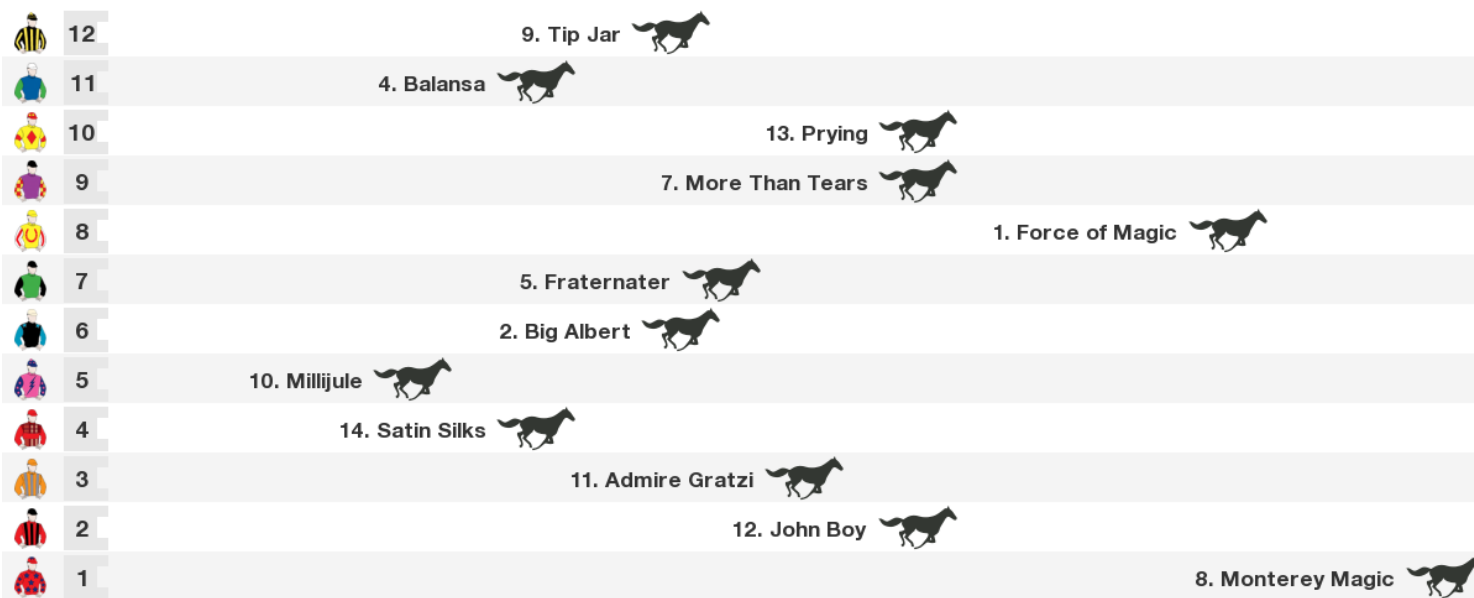 12 9. Tip Jar
11 4. Balansa
10 13. Prying
9 7. More Than Tears
8 1. Force of Magic
7 5. Fraternater
6 2. Big Albert
5 10. Millijule
4 14. Satin Silks
3 11. Admire Gratzi
2 12. John Boy
1 8. Monterey Magic